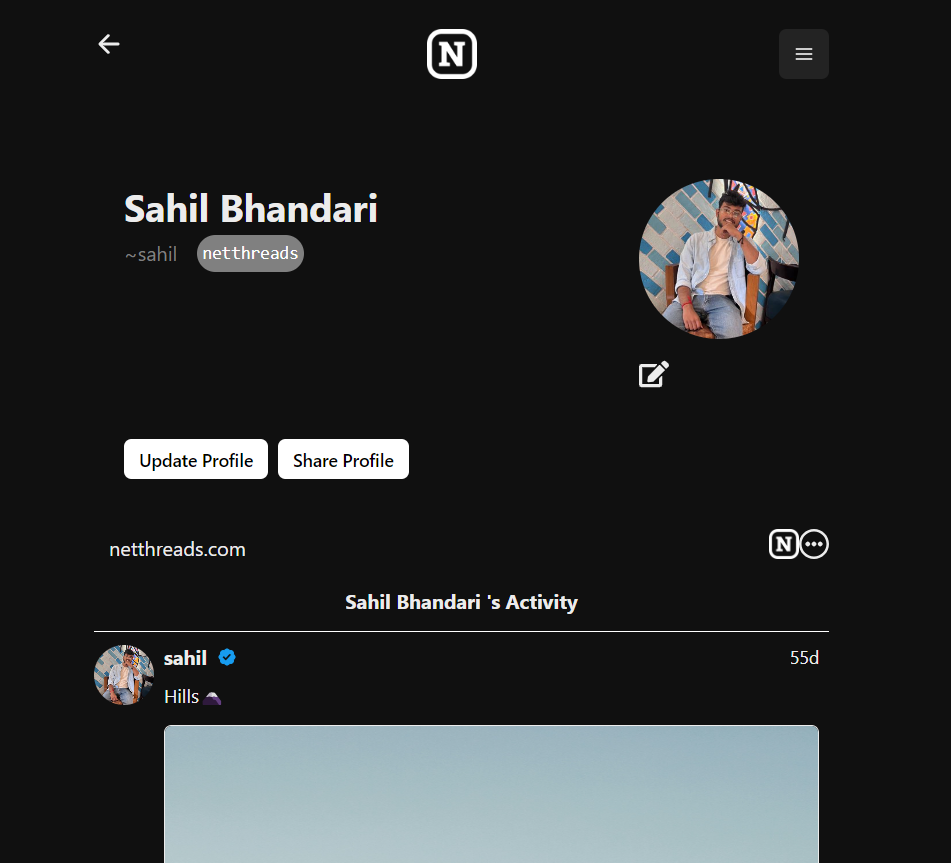 N
Sahil Bhandari
~sahil netthreads
Update Profile Share Profile
netthreads.com N
Sahil Bhandari 's Activity
sahil 55d
Hills🗻